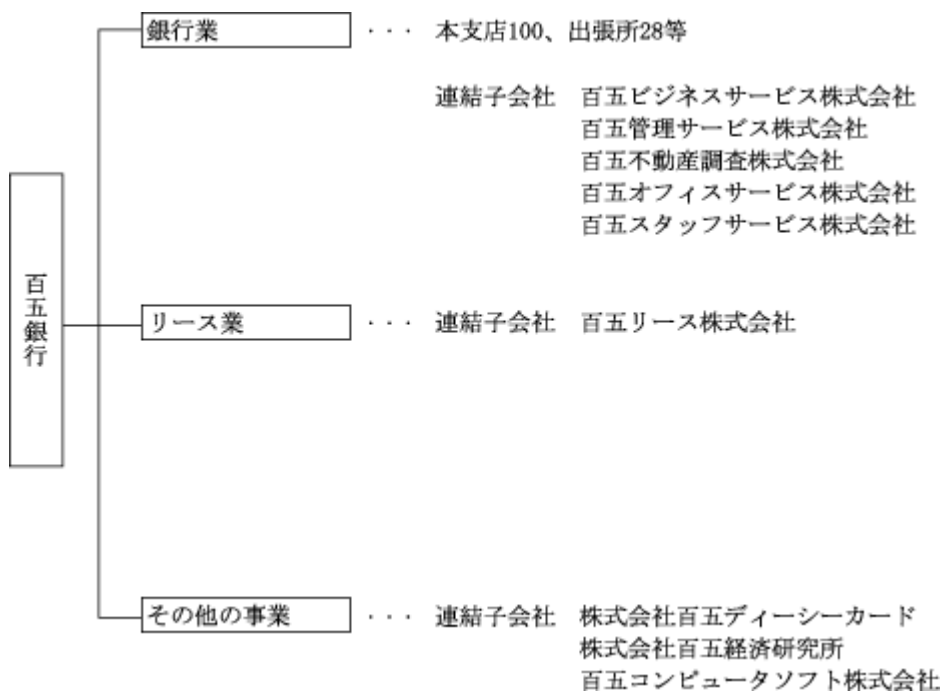 百五銀行
銀行業 ・・・ 本支店100、出張所28等
連結子会社 百五ビジネスサービス株式会社
百五管理サービス株式会社
百五不動産調査株式会社
百五オフィスサービス株式会社
百五スタッフサービス株式会社
リース業 ・・・ 連結子会社 百五リース株式会社
その他の事業 ・・・ 連結子会社 株式会社百五ディーシーカード
株式会社百五経済研究所
百五コンピュータソフト株式会社